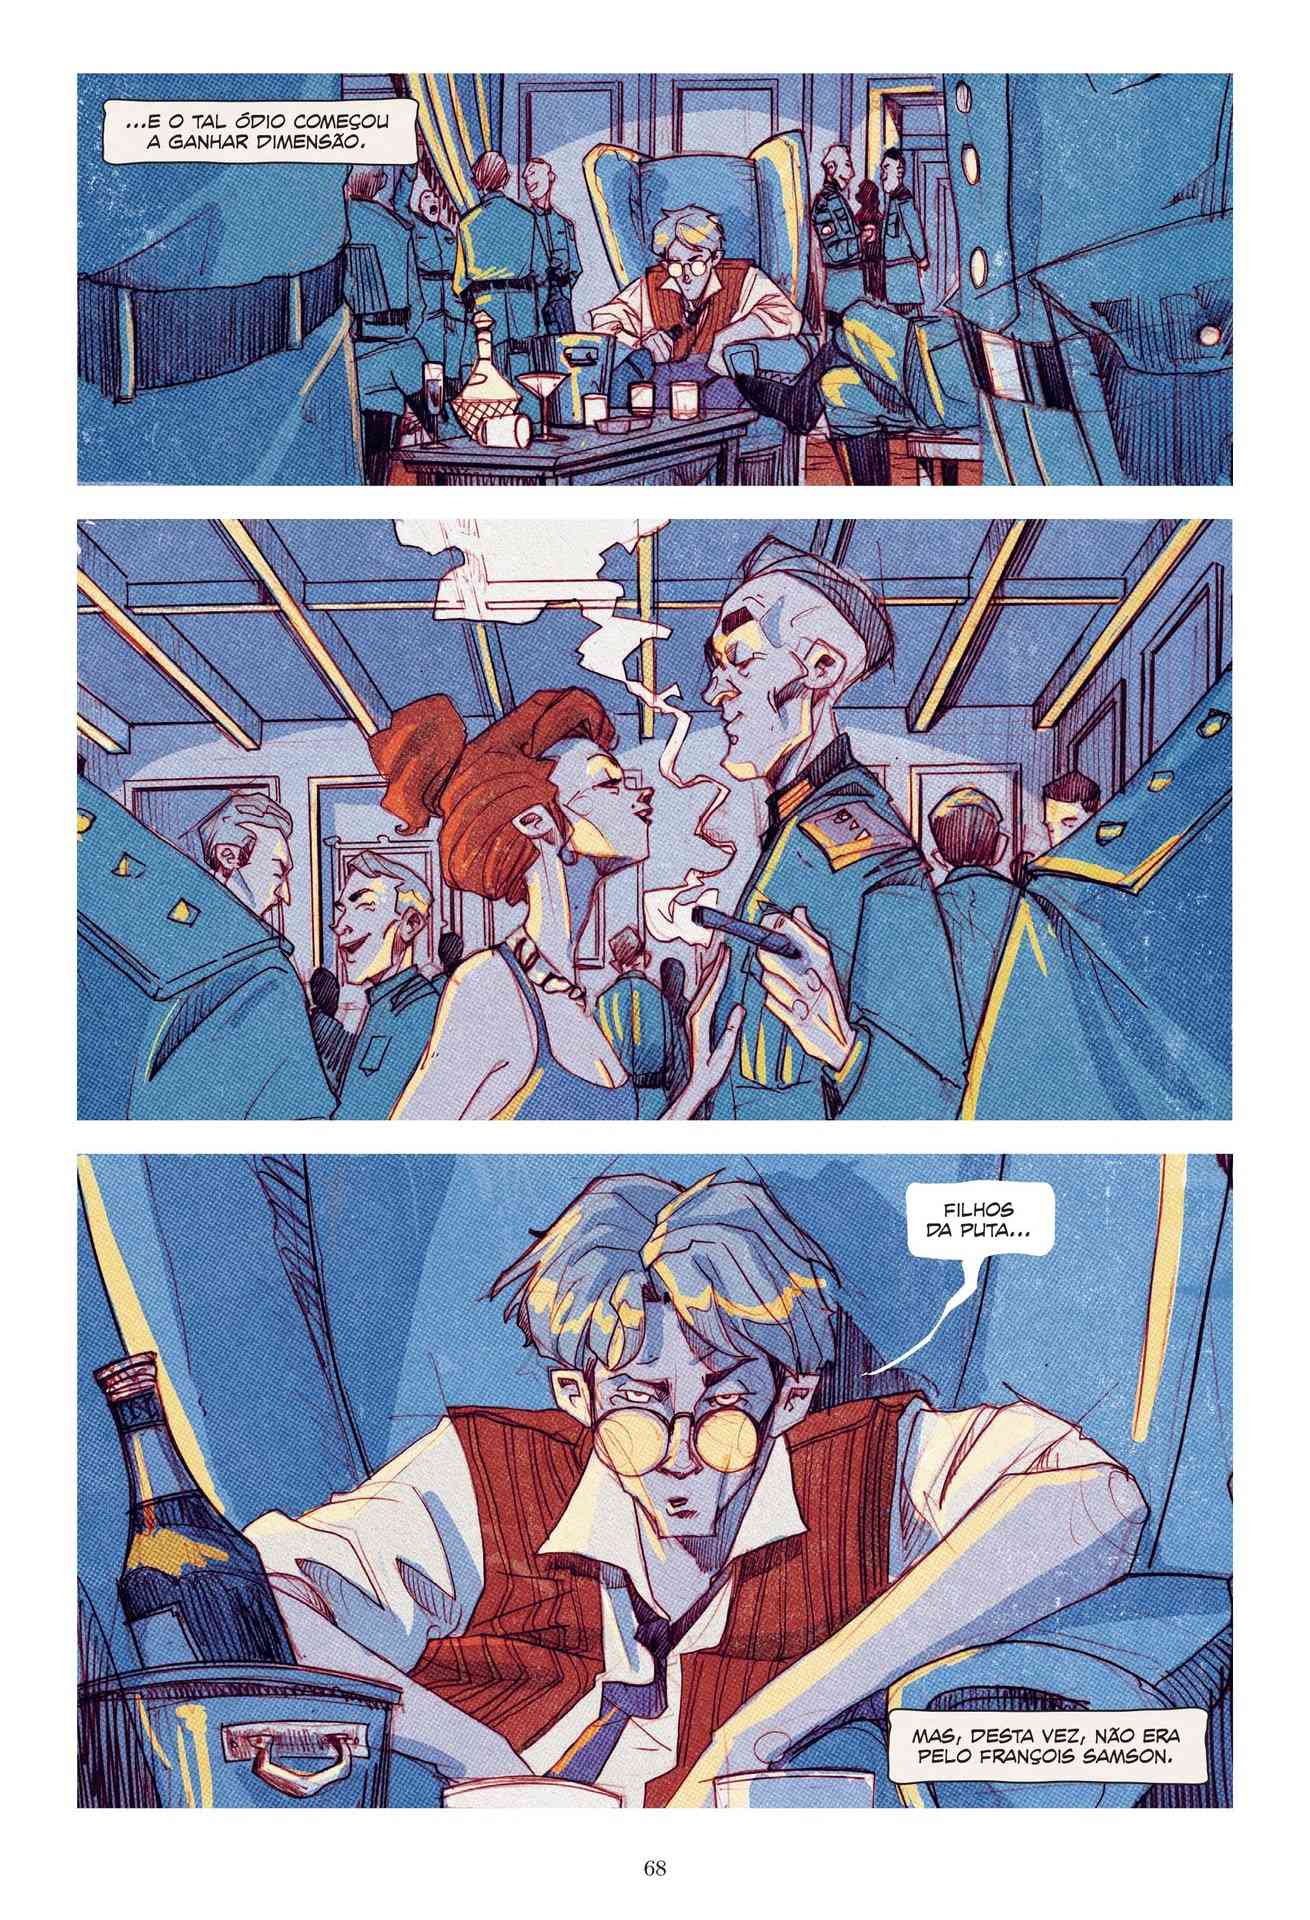 ...E O TAL ÓDIO COMEÇOU
A GANHAR DIMENSÃO.
FILHOS
DA PUTA...
MAS, DESTA VEZ, NÃO ERA
PELO FRANÇOIS SAMSON.
68